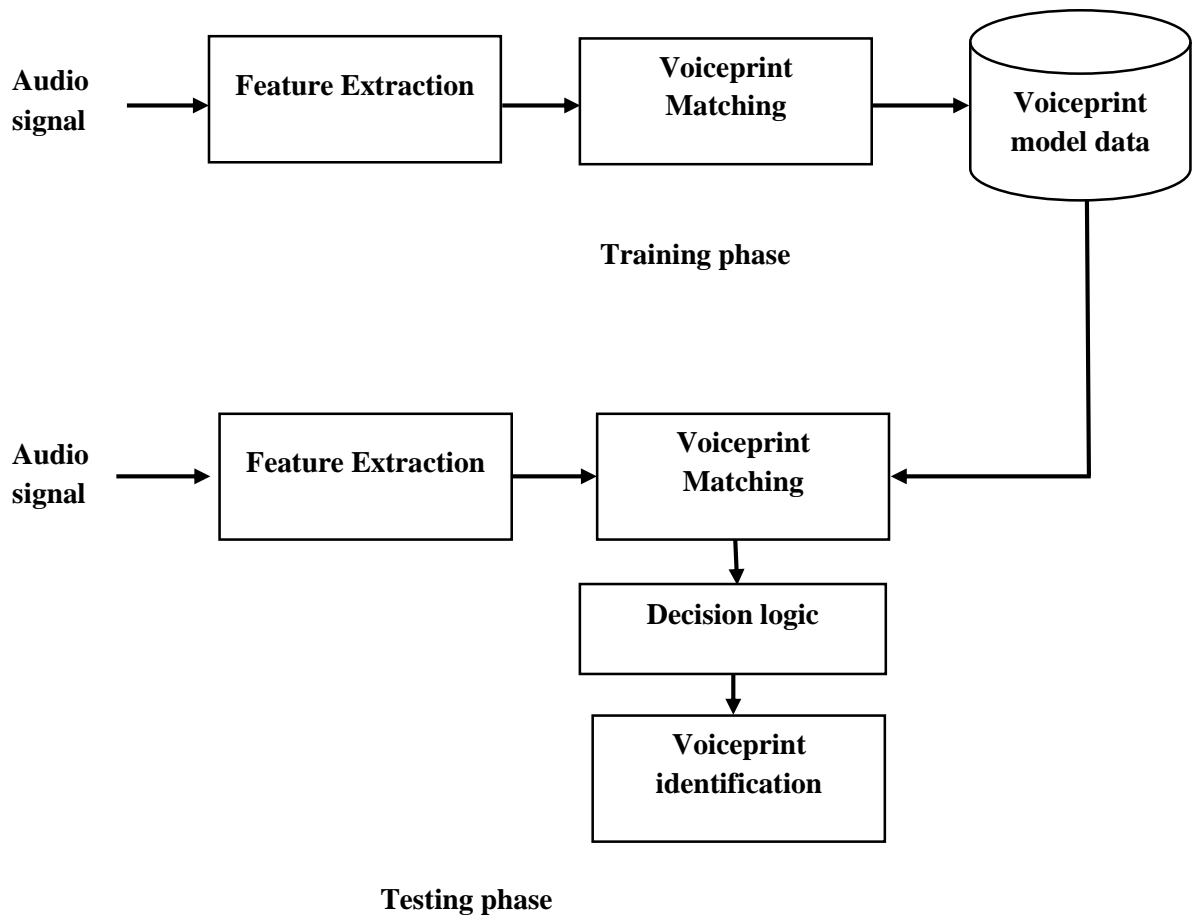 Audio
signal
Feature Extraction
Voiceprint
Matching
Voiceprint
model data
Training phase
Audio
signal
Feature Extraction
Voiceprint
Matching
Decision logic
Voiceprint
identification
Testing phase